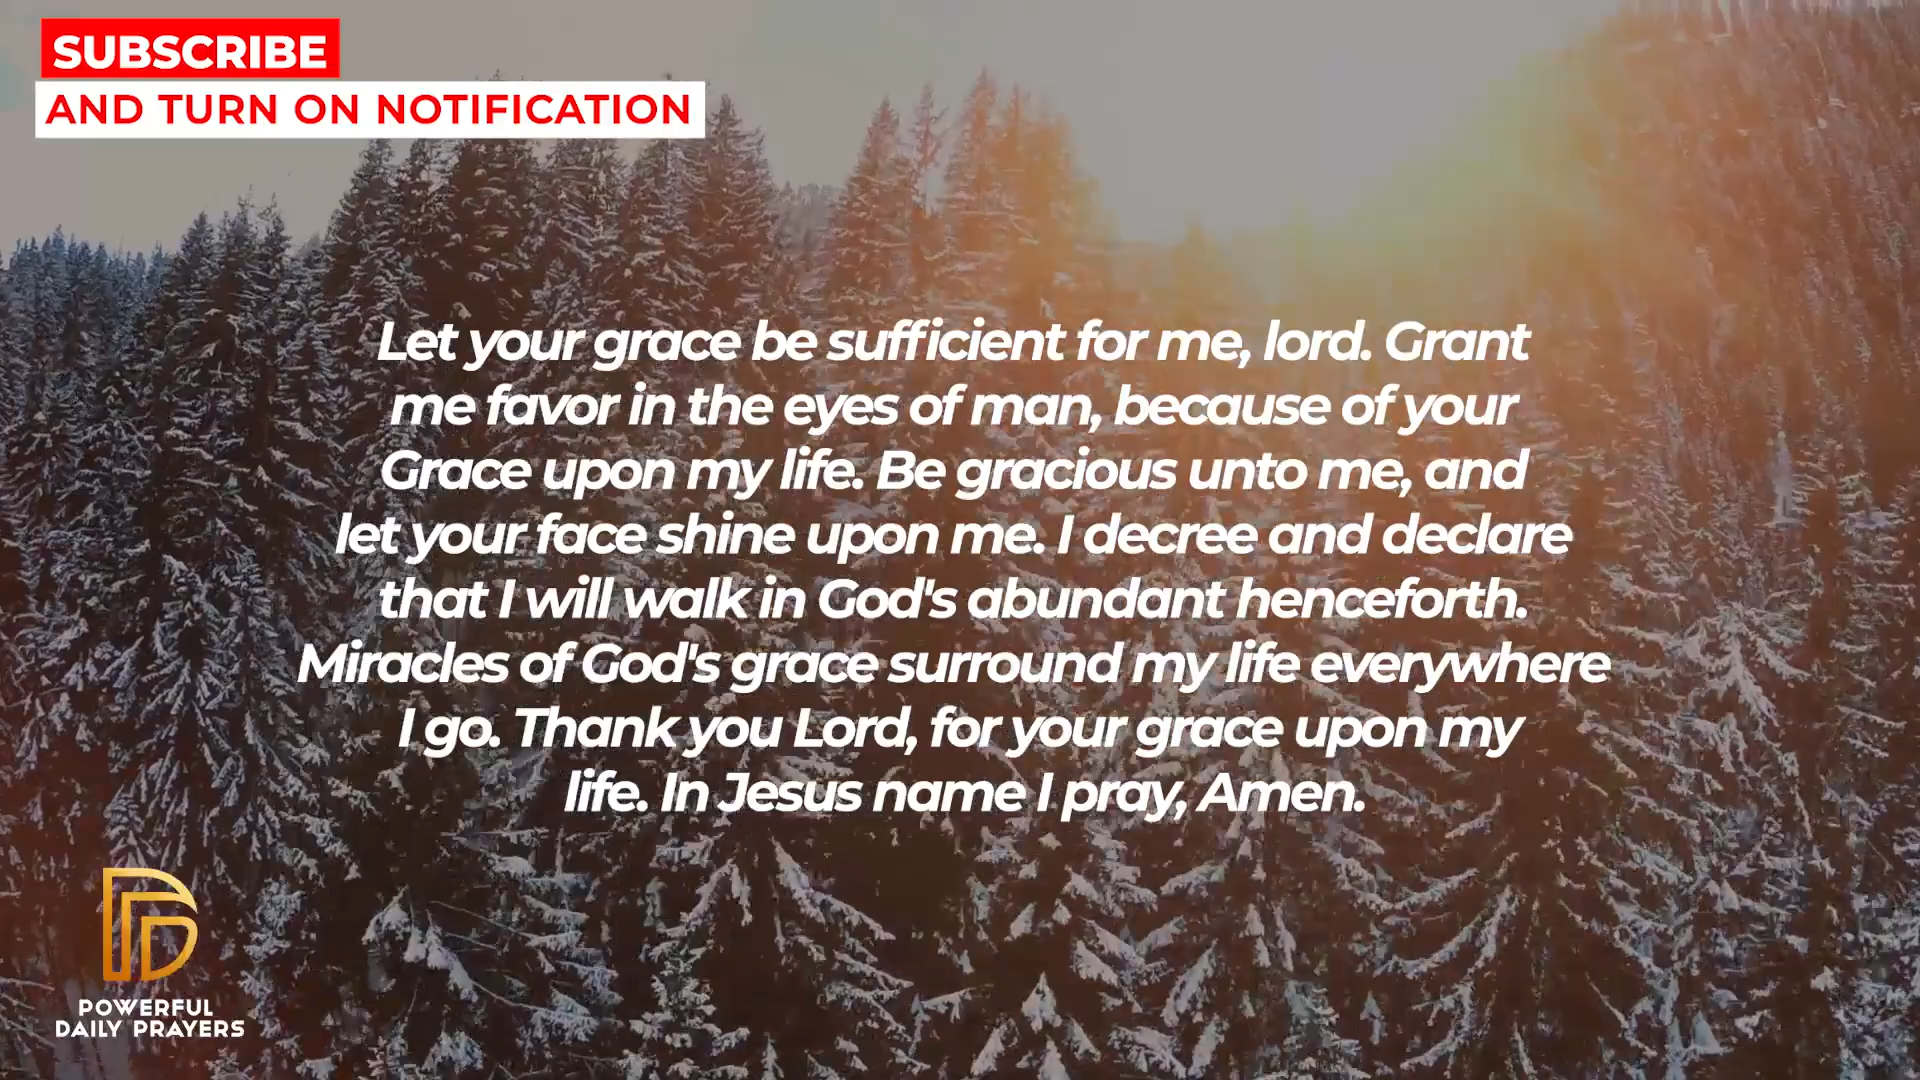 SUBSCRIBE
AND TURN ON NOTIFICATION
Let your grace be sufficient for me, lord. Grant
me favor in the eyes of man, because of your
Grace upon my life. Be gracious unto me, and
let your face shine upon me. I decree and declare
that I will walk in God's abundant henceforth.
Miracles of God's grace surround my life everywhere
I go. Thank you Lord, for your grace upon my
life. In Jesus name I pray, Amen.
POWERFUL
DAILY PRAYERS